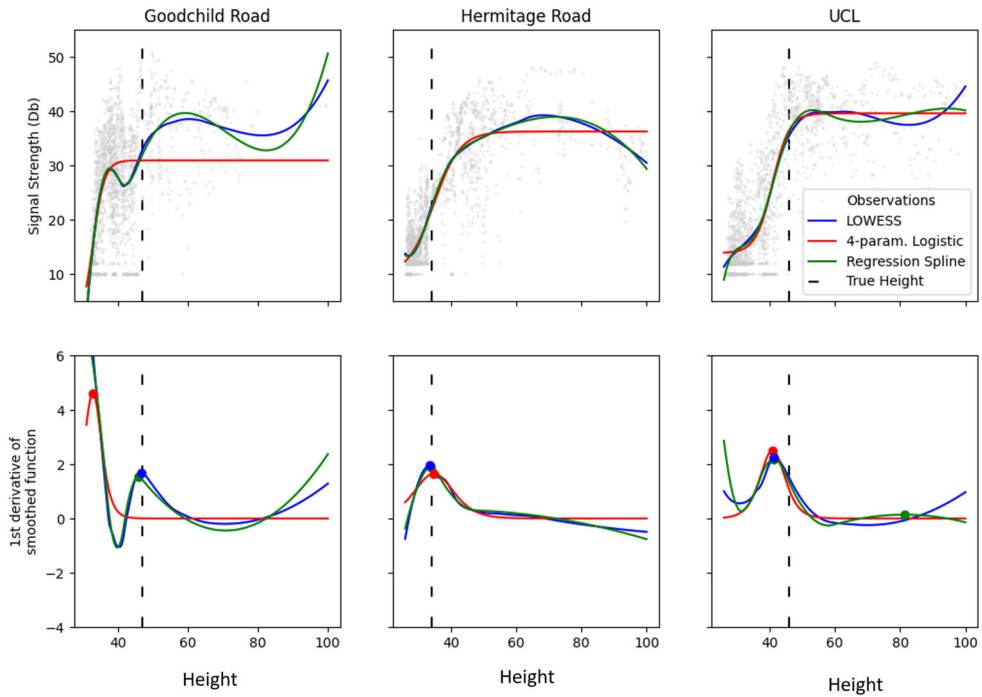 Goodchild Road
Hermitage Road
UCL
Signal Strength (Db)
50
40
30
20
10
Observations
LOWESS
4-param. Logistic
Regression Spline
True Height
1st derivative of
smoothed function
6
4
2
0
−2
−4
40 60 80 100
40 60 80 100
40 60 80 100
Height
Height
Height